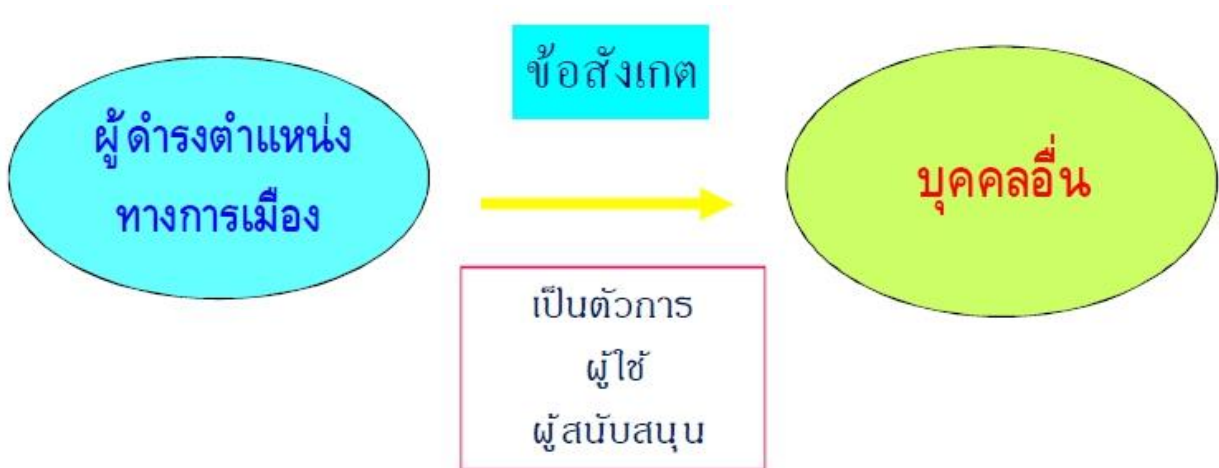 ข้อสังเกต
ผู้ดำรงตำแหน่ง
ทางการเมือง
บุคคลอื่น
เป็นตัวการ
ผู้ใช้
ผู้สนับสนุน